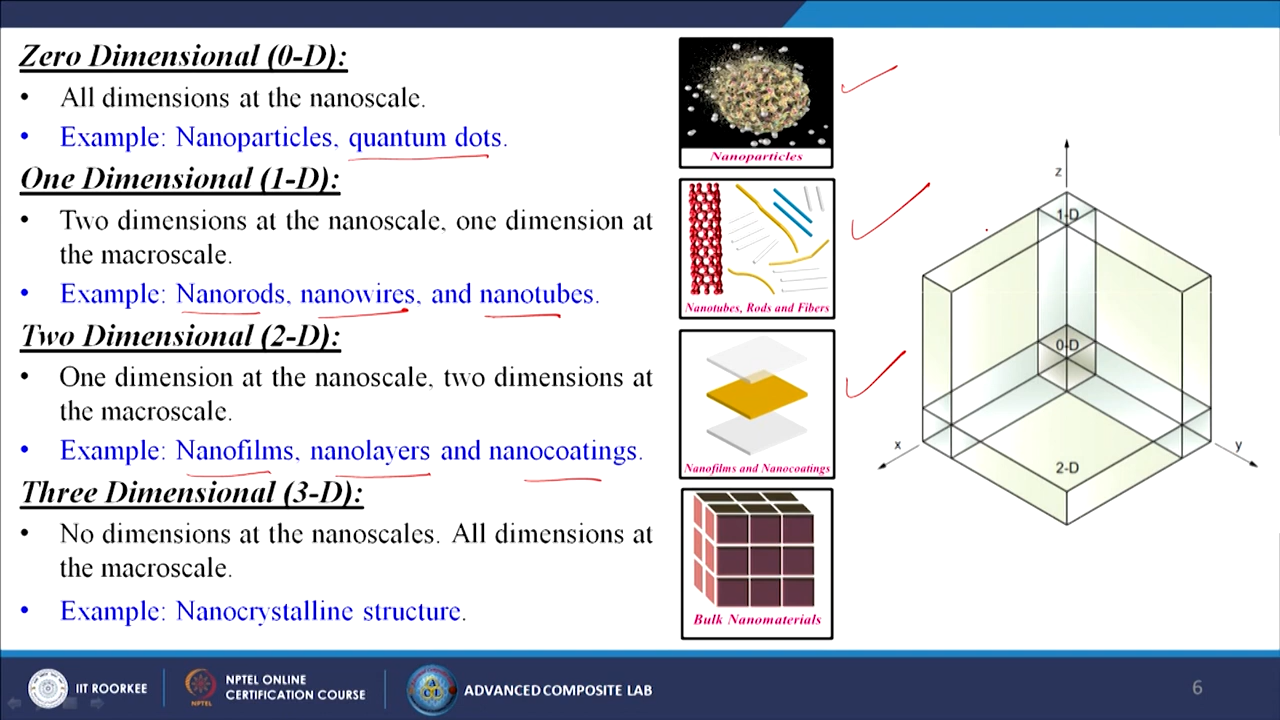 Zero Dimensional (0-D):
• All dimensions at the nanoscale.
• Example: Nanoparticles, quantum dots.
One Dimensional (1-D):
• Two dimensions at the nanoscale, one dimension at
the macroscale.
• Example: Nanorods, nanowires, and nanotubes.
Two Dimensional (2-D):
• One dimension at the nanoscale, two dimensions at
the macroscale.
• Example: Nanofilms, nanolayers and nanocoatings.
Three Dimensional (3-D):
• No dimensions at the nanoscales. All dimensions at
the macroscale.
• Example: Nanocrystalline structure.
Nanoparticles
Nanotubes, Rods and Fibers
Nanofilms and Nanocoatings
Bulk Nanomaterials
z
1-D
0-D
x
y
2-D
IIT ROORKEE
NPTEL
NPTEL ONLINE
CERTIFICATION COURSE
ACL
ADVANCED COMPOSITE LAB
6